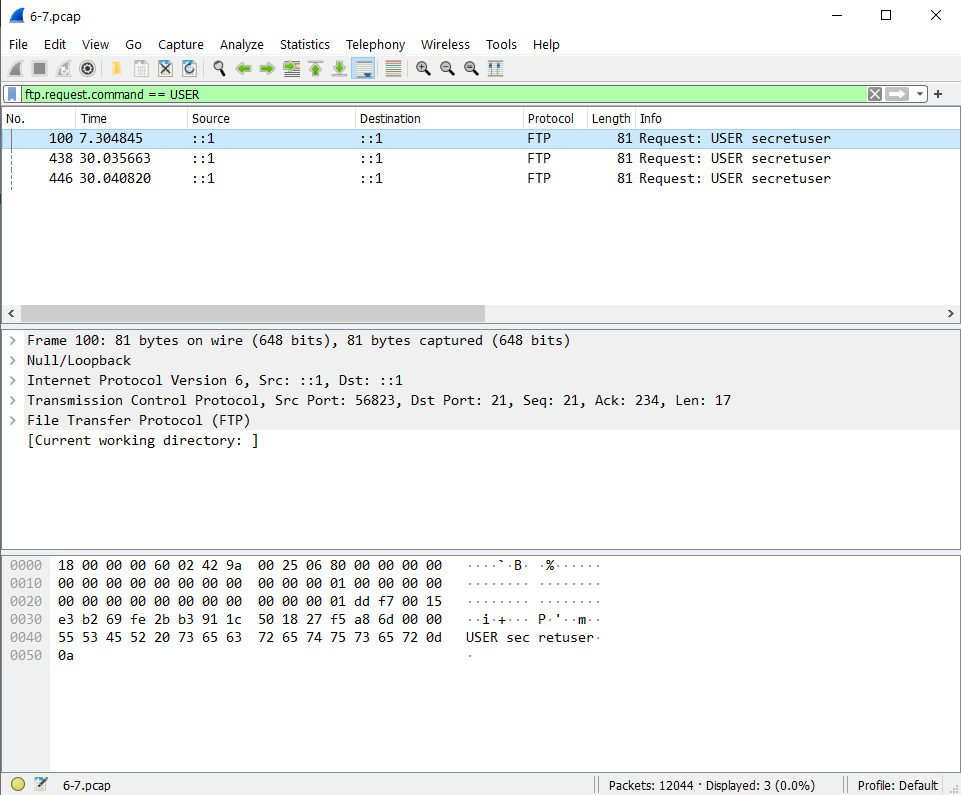 6-7.pcap
File Edit View Go Capture Analyze Statistics Telephony Wireless Tools Help
ftp.request.command == USER
No. Time Source Destination Protocol Length Info
100 7.304845 ::1 ::1 FTP 81 Request: USER secretuser
438 30.035663 ::1 ::1 FTP 81 Request: USER secretuser
446 30.040820 ::1 ::1 FTP 81 Request: USER secretuser
Frame 100: 81 bytes on wire (648 bits), 81 bytes captured (648 bits)
Null/Loopback
Internet Protocol Version 6, Src: ::1, Dst: ::1
Transmission Control Protocol, Src Port: 56823, Dst Port: 21, Seq: 21, Ack: 234, Len: 17
File Transfer Protocol (FTP)
[Current working directory: ]
0000 18 00 00 00 60 02 42 9a 00 25 06 80 00 00 00 00 ····`·B· ·%······
0010 00 00 00 00 00 00 00 00 00 00 00 01 00 00 00 00 ········ ········
0020 00 00 00 00 00 00 00 00 00 00 00 01 dd f7 00 15 ········ ········
0030 e3 b2 69 fe 2b b3 91 1c 50 18 27 f5 a8 6d 00 00 ··i·+··· P·'··m··
0040 55 53 45 52 20 73 65 63 72 65 74 75 73 65 72 0d USER sec retuser·
0050 0a ·
6-7.pcap Packets: 12044 · Displayed: 3 (0.0%) Profile: Default